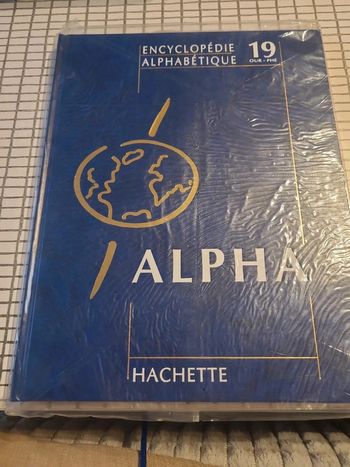 ENCYCLOPÉDIE
ALPHABÉTIQUE
19
OUR - PHE
ALPHA
HACHETTE